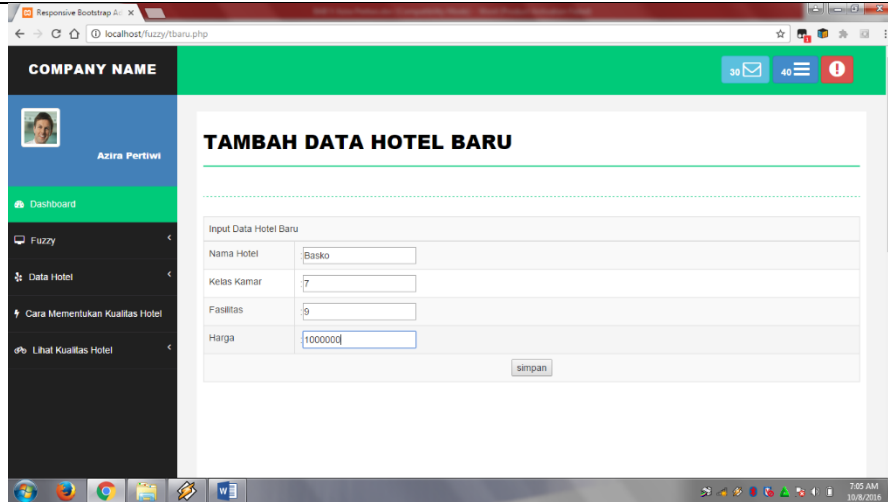 Responsive Bootstrap Ad
localhost/fuzzy/tbaru.php
COMPANY NAME
30
40
Azira Pertiwi
TAMBAH DATA HOTEL BARU
Dashboard
Fuzzy
Data Hotel
Cara Mementukan Kualitas Hotel
Lihat Kualitas Hotel
Input Data Hotel Baru
Nama Hotel :Basko
Kelas Kamar :7
Fasilitas :9
Harga :1000000
simpan
7:05 AM
10/8/2016